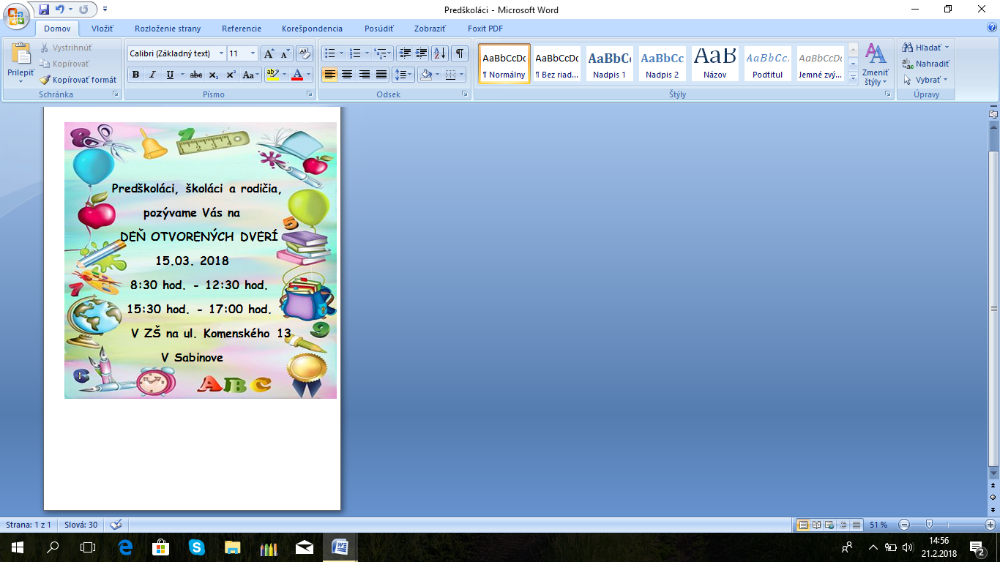 Predškoláci - Microsoft Word
Domov Vložiť Rozloženie strany Referencie Korešpondencia Posúdiť Zobraziť Foxit PDF
Prilepiť
Vystrihnúť
Kopírovať
Kopírovať formát
Schránka
Calibri (Základný text) 11
B I U abc x₂ x² Aa
Písmo
Odsek
AaBbCcDc AaBbCcDc AaBbCc AaBbCc AaB AaBbCc. AaBbCcDc
¶ Normálny ¶ Bez riad... Nadpis 1 Nadpis 2 Názov Podtitul Jemné zvý...
Zmeniť štýly
Štýly
Hľadať
Nahradiť
Vybrať
Úpravy
8
2
1 2 3 4
Predškoláci, školáci a rodičia,
pozývame Vás na
5
DEŇ OTVORENÝCH DVERÍ
15.03. 2018
8:30 hod. - 12:30 hod.
7
15:30 hod. - 17:00 hod.
V ZŠ na ul. Komenského 13
9
V Sabinove
6
ABC
Strana: 1 z 1 Slová: 30 51 %
14:56
21.2.2018
2